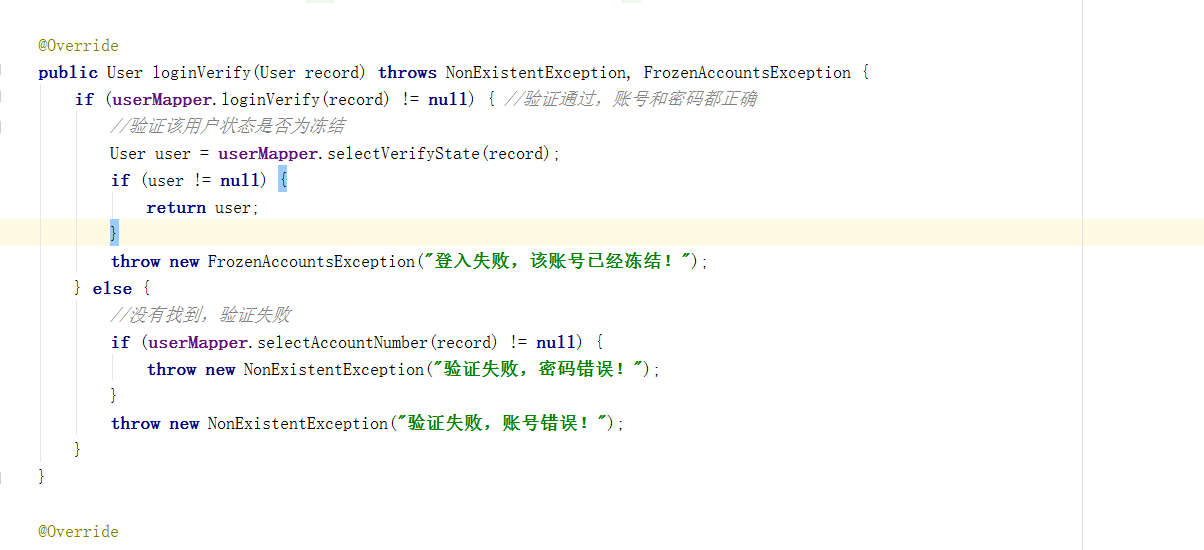 @Override
public User loginVerify(User record) throws NonExistentException, FrozenAccountsException {
if (userMapper.loginVerify(record) != null) { //验证通过，账号和密码都正确
//验证该用户状态是否为冻结
User user = userMapper.selectVerifyState(record);
if (user != null) {
return user;
}
throw new FrozenAccountsException("登入失败，该账号已经冻结！");
} else {
//没有找到，验证失败
if (userMapper.selectAccountNumber(record) != null) {
throw new NonExistentException("验证失败，密码错误！");
}
throw new NonExistentException("验证失败，账号错误！");
}
}
@Override